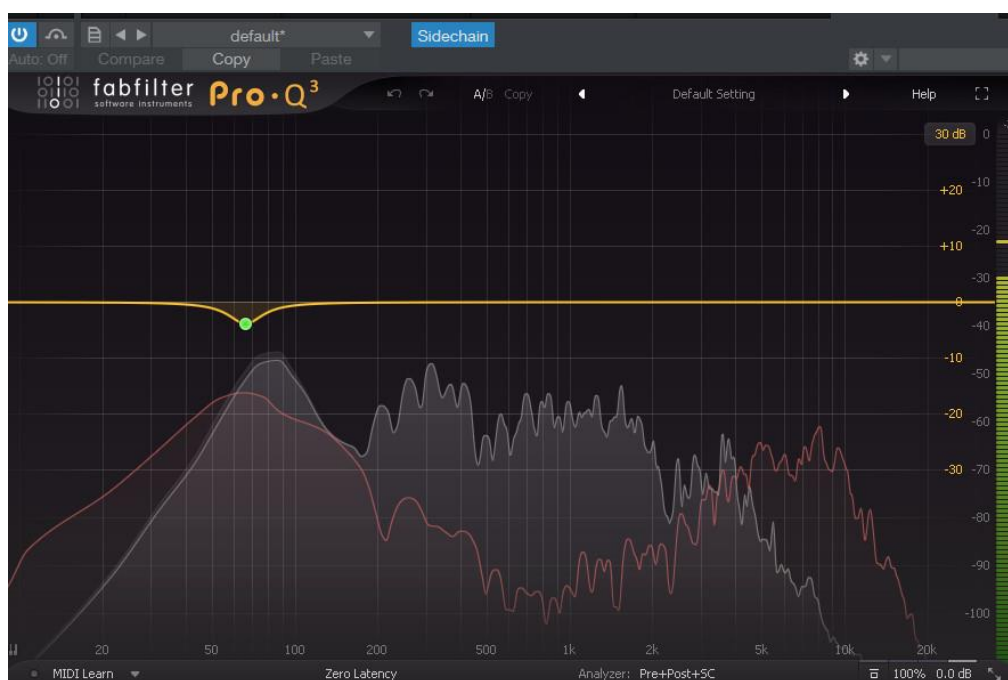 default*
Sidechain
Auto: Off Compare Copy Paste
fabfilter
software instruments
Pro·Q³
A/B Copy Default Setting Help
30 dB 0
-10
+20
-20
+10
-30
0
-40
-10
-50
-20 -60
-30 -70
-80
-90
-100
20 50 100 200 500 1k 2k 5k 10k 20k
MIDI Learn Zero Latency Analyzer: Pre+Post+SC 100% 0.0 dB